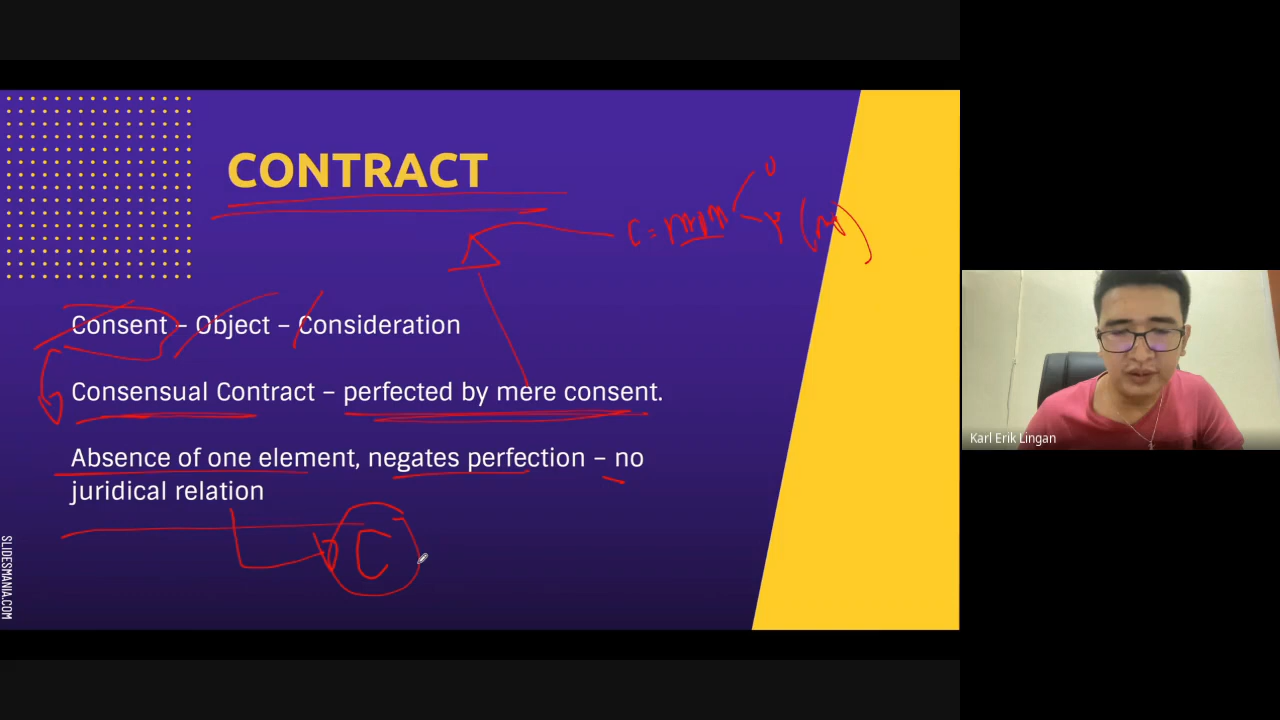 CONTRACT
Consent – Object – Consideration
Consensual Contract – perfected by mere consent.
Absence of one element, negates perfection – no
juridical relation
C
SLIDESMANIA.COM
Karl Erik Lingan